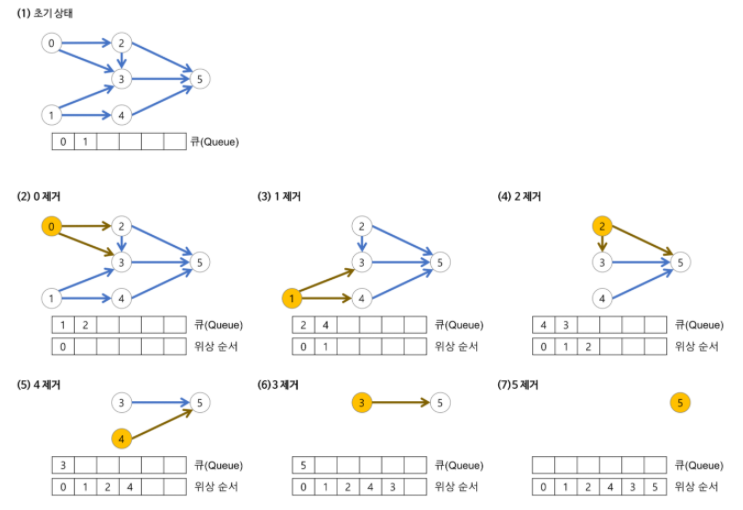 (1) 초기 상태
0
2
3
5
1
4
0 1 큐(Queue)
(2) 0 제거
0
2
3
5
1
4
1 2 큐(Queue)
0 위상 순서
(3) 1 제거
2
3
5
1
4
2 4 큐(Queue)
0 1 위상 순서
(4) 2 제거
2
3
5
4
4 3 큐(Queue)
0 1 2 위상 순서
(5) 4 제거
3
5
4
3 큐(Queue)
0 1 2 4 위상 순서
(6)3 제거
3
5
5 큐(Queue)
0 1 2 4 3 위상 순서
(7)5 제거
5
큐(Queue)
0 1 2 4 3 5 위상 순서